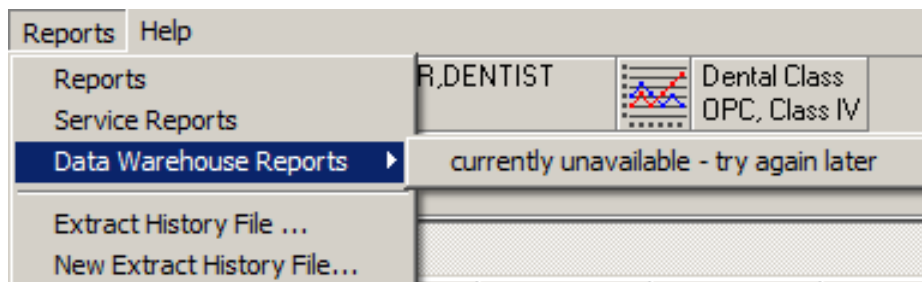 Reports Help
Reports
R,DENTIST
Dental Class
OPC, Class IV
Service Reports
Data Warehouse Reports
currently unavailable - try again later
Extract History File ...
New Extract History File...